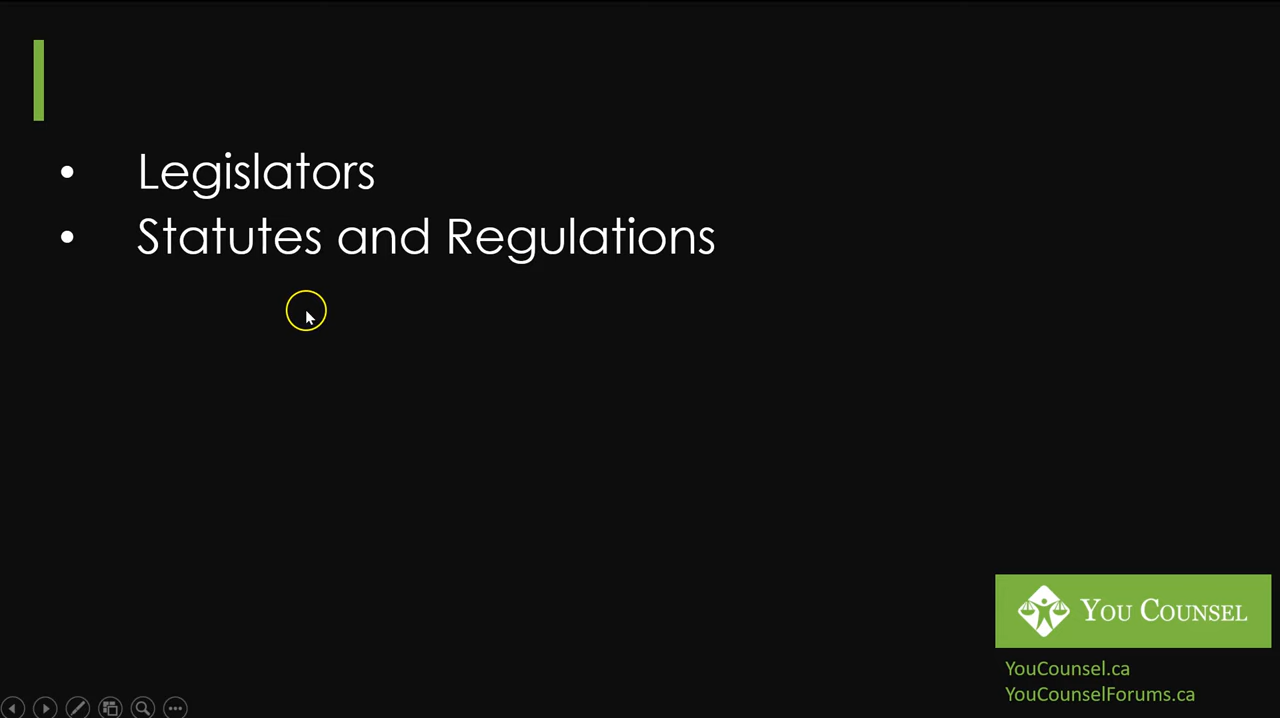 • Legislators
• Statutes and Regulations
You Counsel
YouCounsel.ca
YouCounselForums.ca